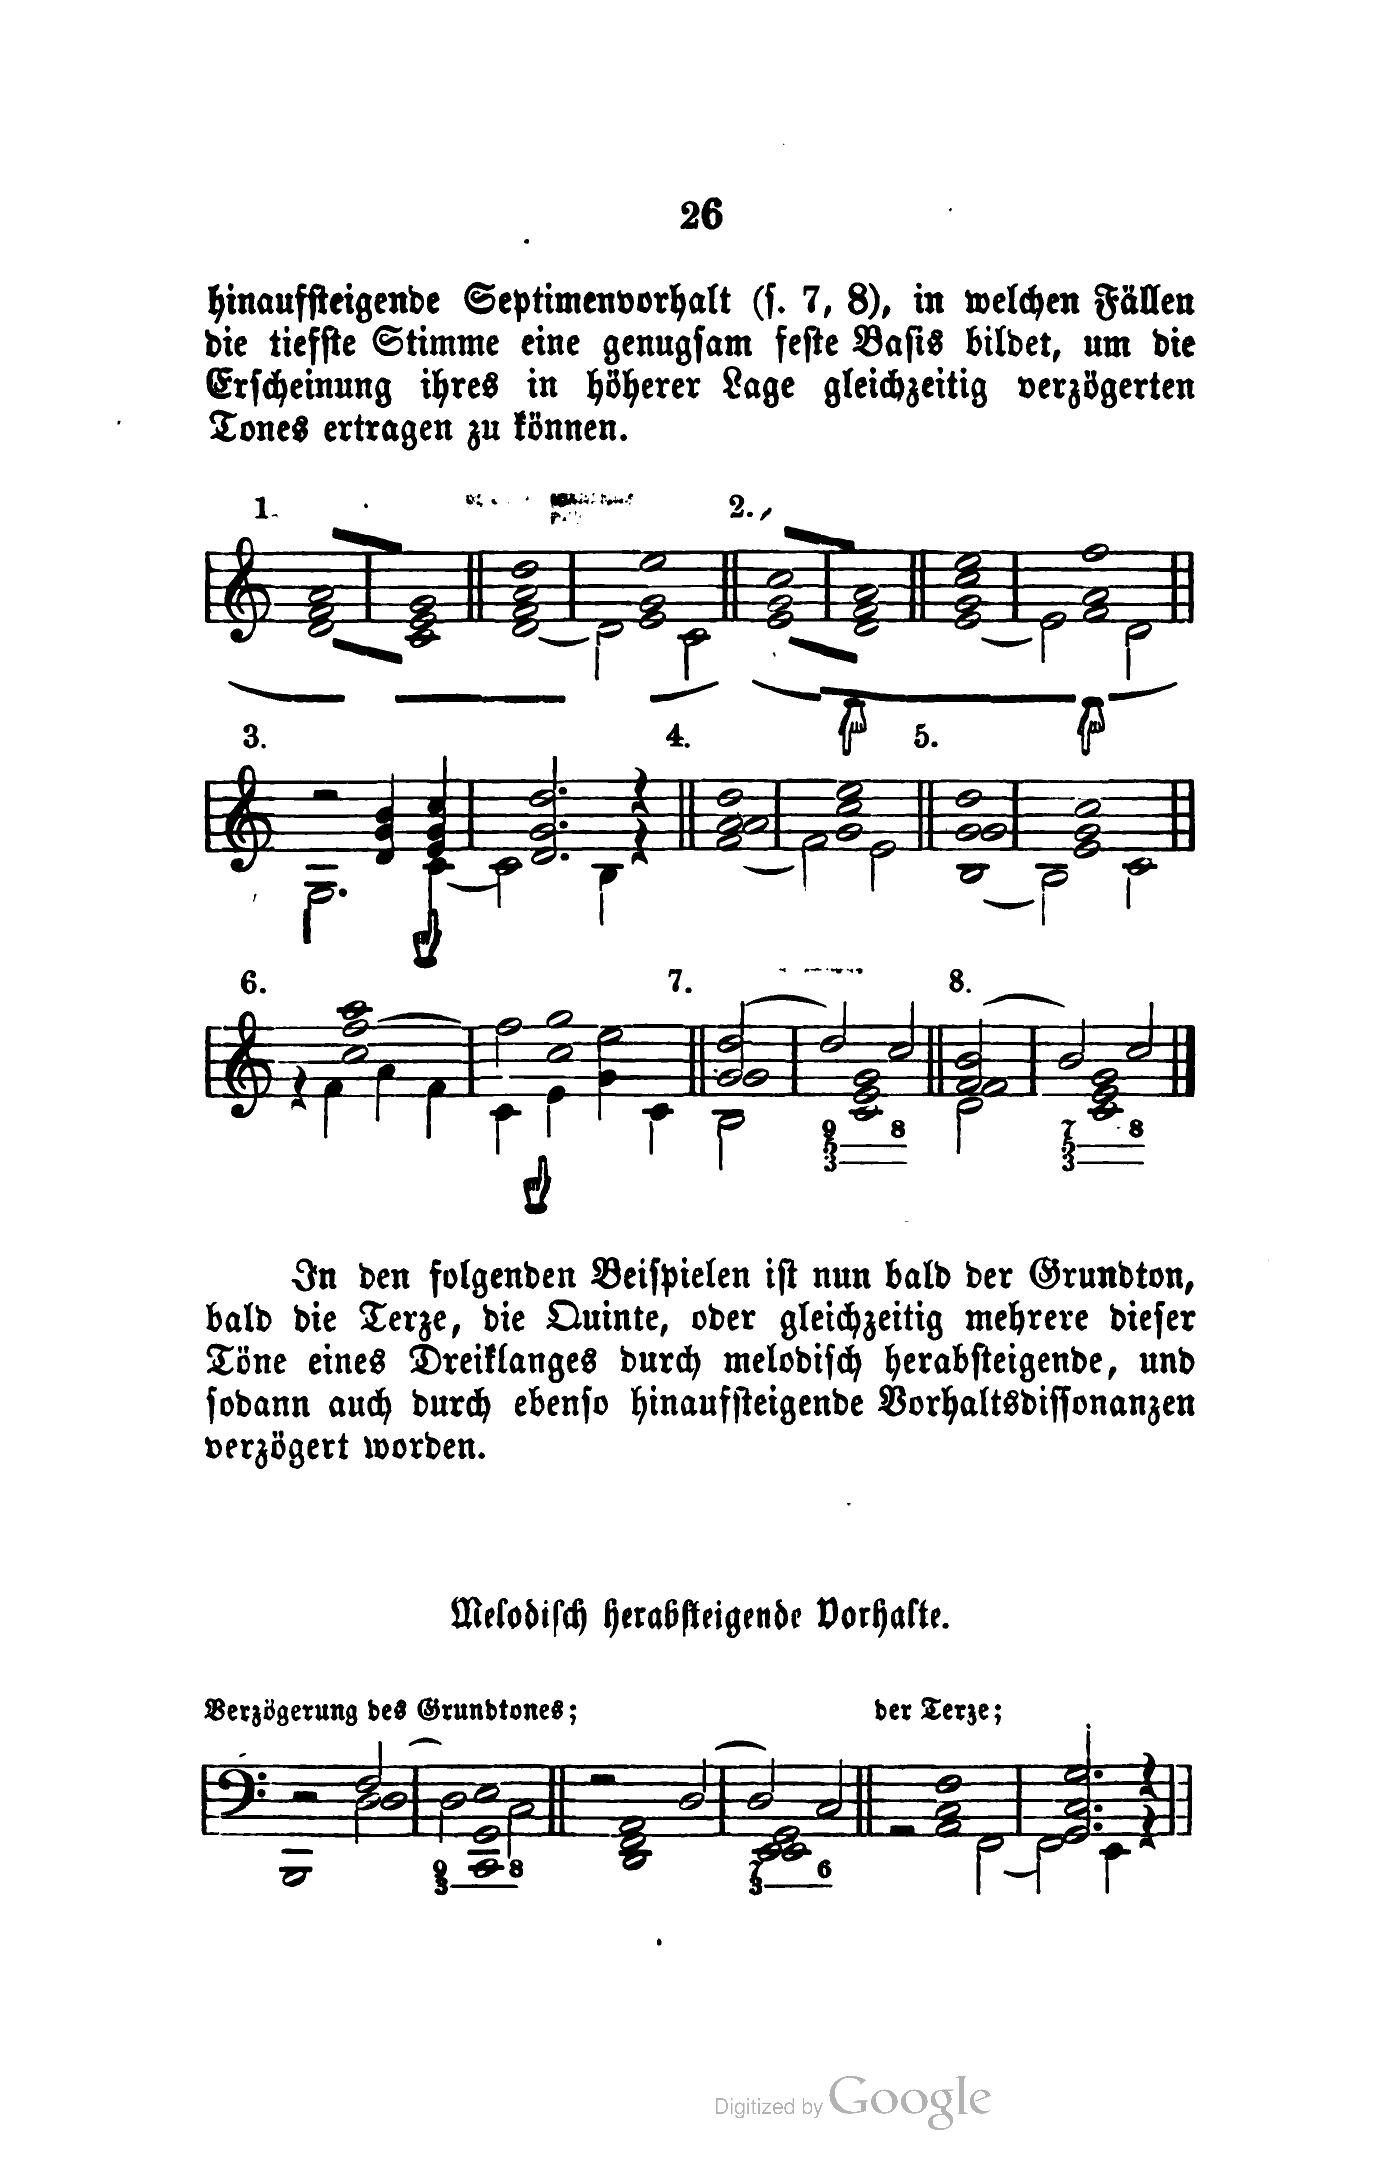 26
hinaufſteigende Septimenvorhalt (ſ. 7, 8), in welchen Fällen
die tiefſte Stimme eine genugſam feſte Baſis bildet, um die
Erſcheinung ihres in höherer Lage gleichzeitig verzögerten
Tones ertragen zu können.
1. 2.
3. 4. 5.
6. 7. 8.
9 8 7 8
5 5
3 3
In den folgenden Beiſpielen iſt nun bald der Grundton,
bald die Terze, die Quinte, oder gleichzeitig mehrere dieſer
Töne eines Dreiklanges durch melodiſch herabſteigende, und
ſodann auch durch ebenſo hinaufſteigende Vorhaltsdiſſonanzen
verzögert worden.
Melodiſch herabſteigende Vorhalte.
Verzögerung des Grundtones; der Terze;
9 8 7 6
3 3
Digitized by Google